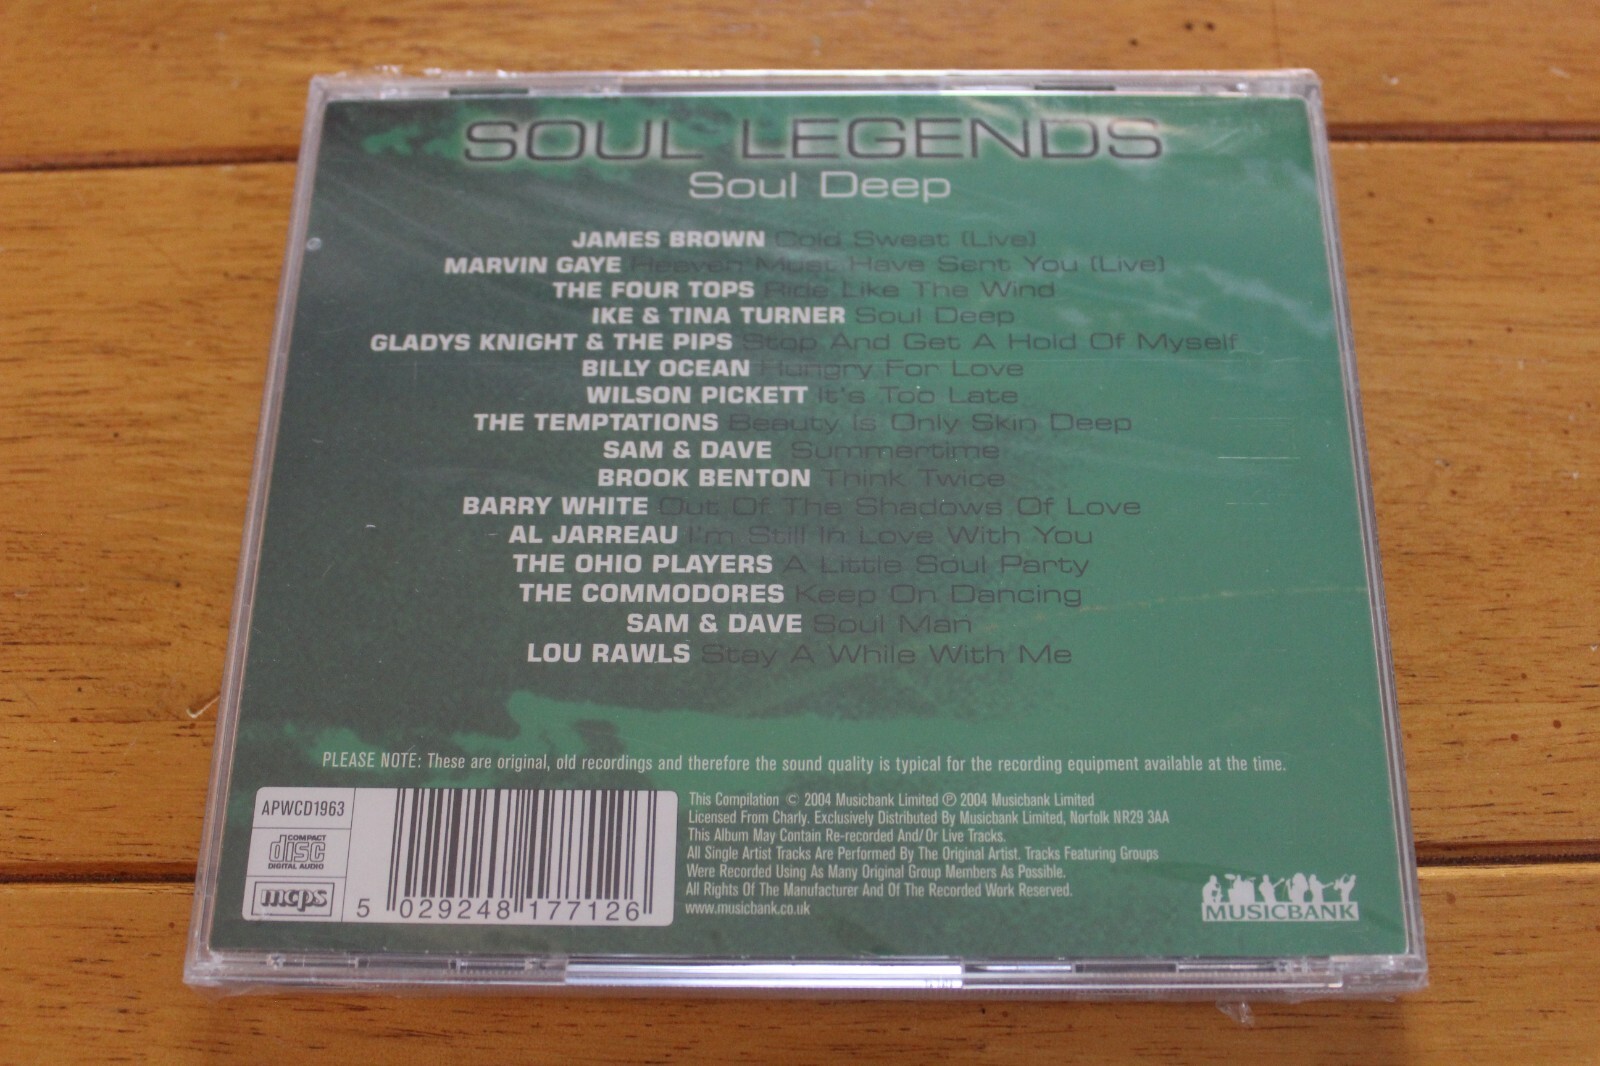 SOUL LEGENDS
Soul Deep
JAMES BROWN Cold Sweat (Live)
MARVIN GAYE Heaven Must Have Sent You (Live)
THE FOUR TOPS Ride Like The Wind
IKE & TINA TURNER Soul Deep
GLADYS KNIGHT & THE PIPS Stop And Get A Hold Of Myself
BILLY OCEAN Hungry For Love
WILSON PICKETT It's Too Late
THE TEMPTATIONS Beauty Is Only Skin Deep
SAM & DAVE Summertime
BROOK BENTON Think Twice
BARRY WHITE Out Of The Shadows Of Love
AL JARREAU I'm Still In Love With You
THE OHIO PLAYERS A Little Soul Party
THE COMMODORES Keep On Dancing
SAM & DAVE Soul Man
LOU RAWLS Stay A While With Me
PLEASE NOTE: These are original, old recordings and therefore the sound quality is typical for the recording equipment available at the time.
APWCD1963
COMPACT
disc
DIGITAL AUDIO
mcps
5 029248 177126
This Compilation © 2004 Musicbank Limited ℗ 2004 Musicbank Limited
Licensed From Charly. Exclusively Distributed By Musicbank Limited, Norfolk NR29 3AA
This Album May Contain Re-recorded And/Or Live Tracks.
All Single Artist Tracks Are Performed By The Original Artist. Tracks Featuring Groups
Were Recorded Using As Many Original Group Members As Possible.
All Rights Of The Manufacturer And Of The Recorded Work Reserved.
www.musicbank.co.uk
MUSICBANK